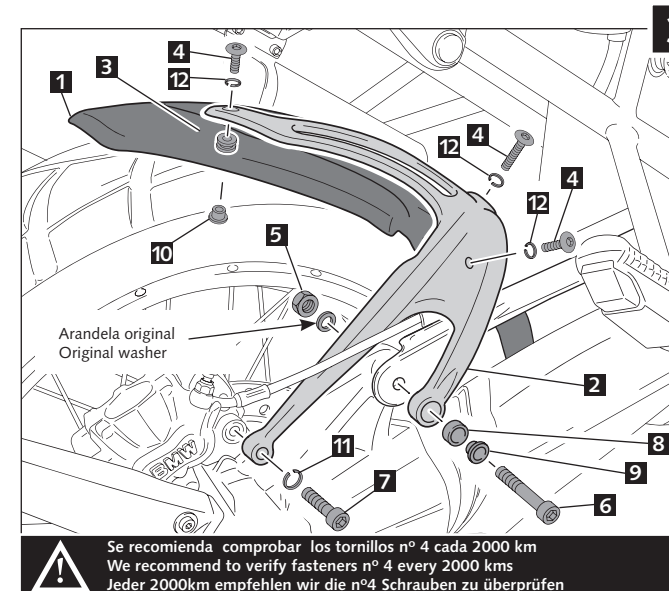 4
3
12
1
4
12
12
4
10
5
Arandela original
Original washer
2
8
11
9
7
6
BMW
Se recomienda comprobar los tornillos nº 4 cada 2000 km
We recommend to verify fasteners nº 4 every 2000 kms
Jeder 2000km empfehlen wir die nº4 Schrauben zu überprüfen